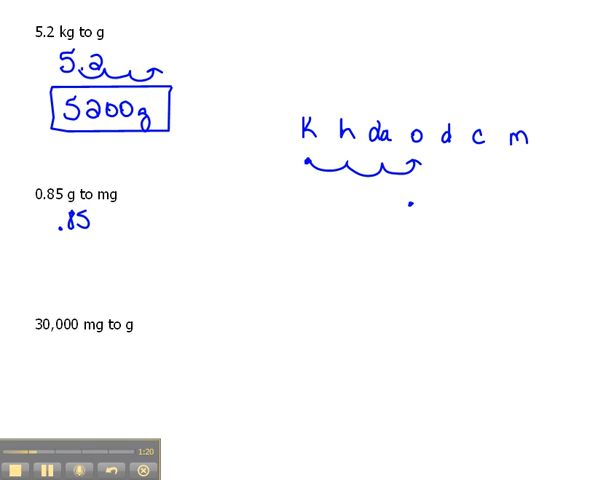 5.2 kg to g
5.2
5200g
K h da o d c m
0.85 g to mg
.85
30,000 mg to g
1:20